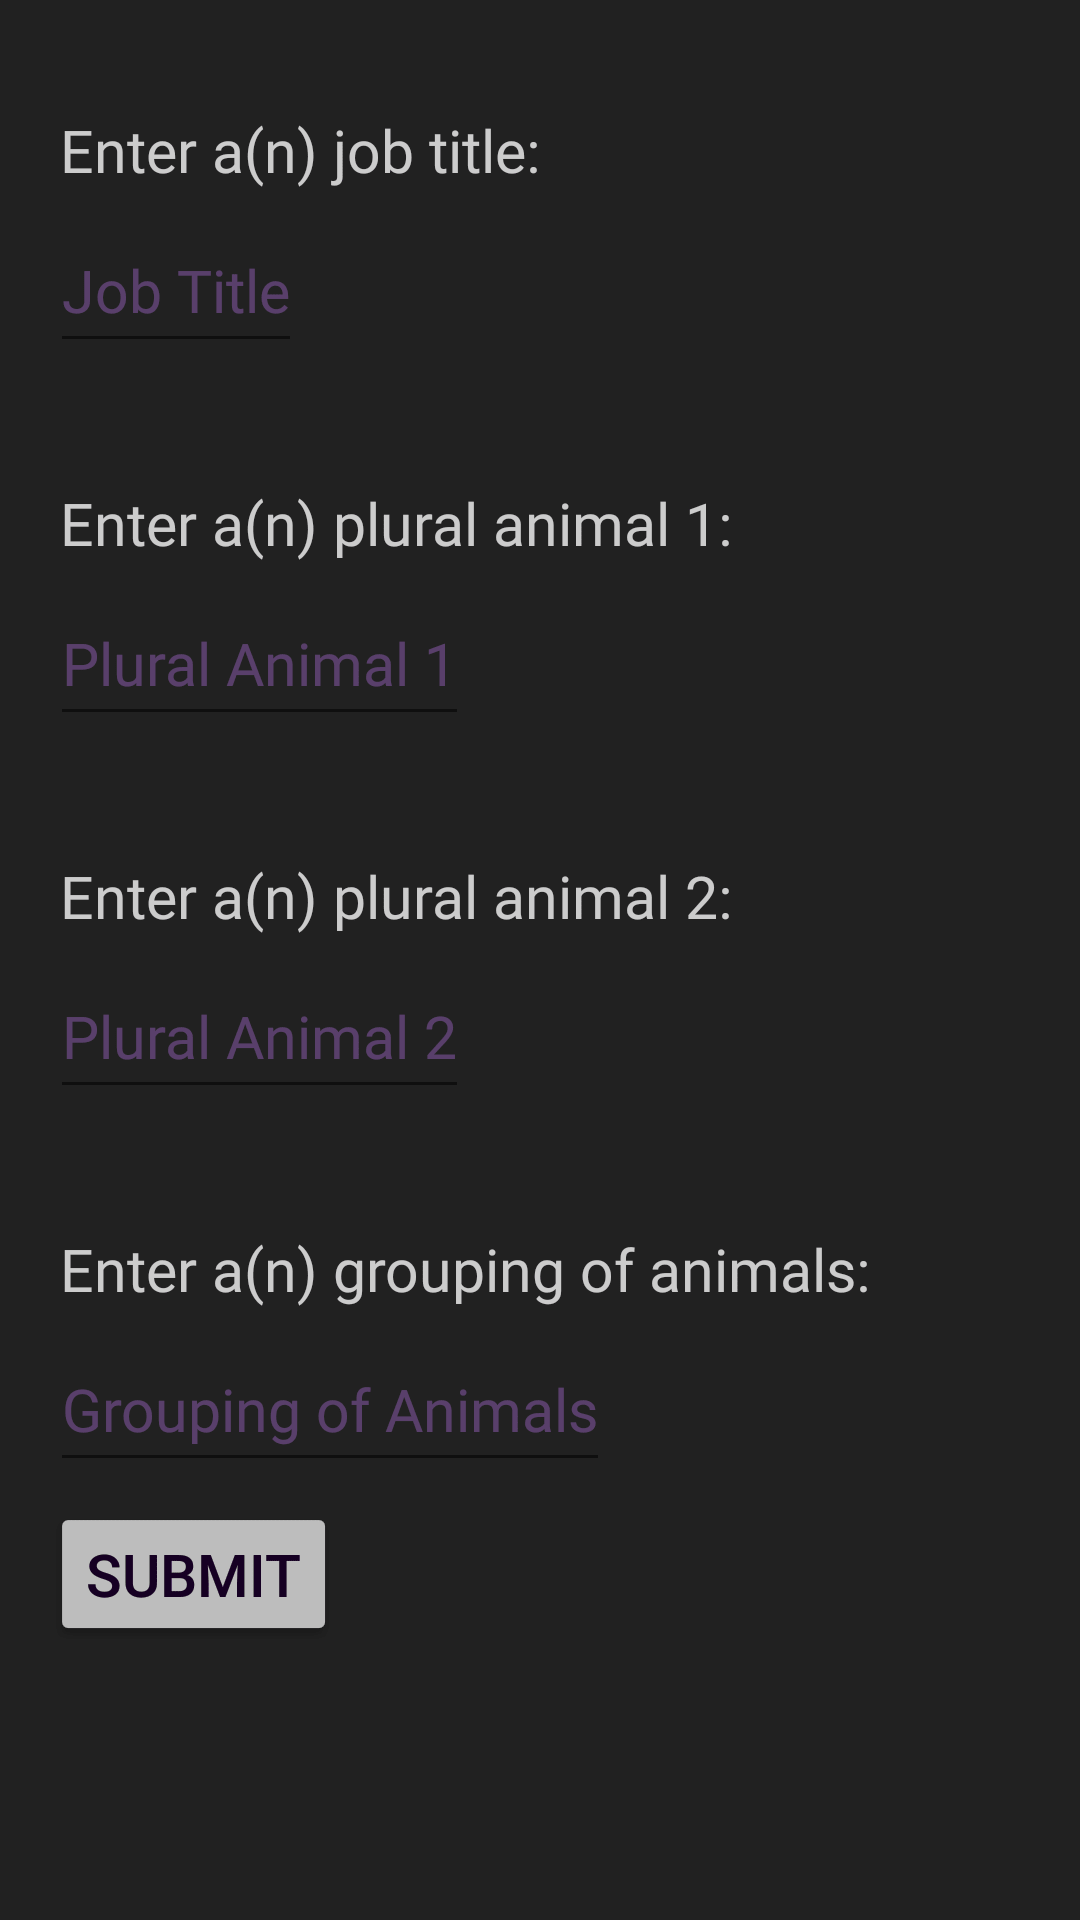 Enter a(n) job title:
Job Title
Enter a(n) plural animal 1:
Plural Animal 1
Enter a(n) plural animal 2:
Plural Animal 2
Enter a(n) grouping of animals:
Grouping of Animals
SUBMIT